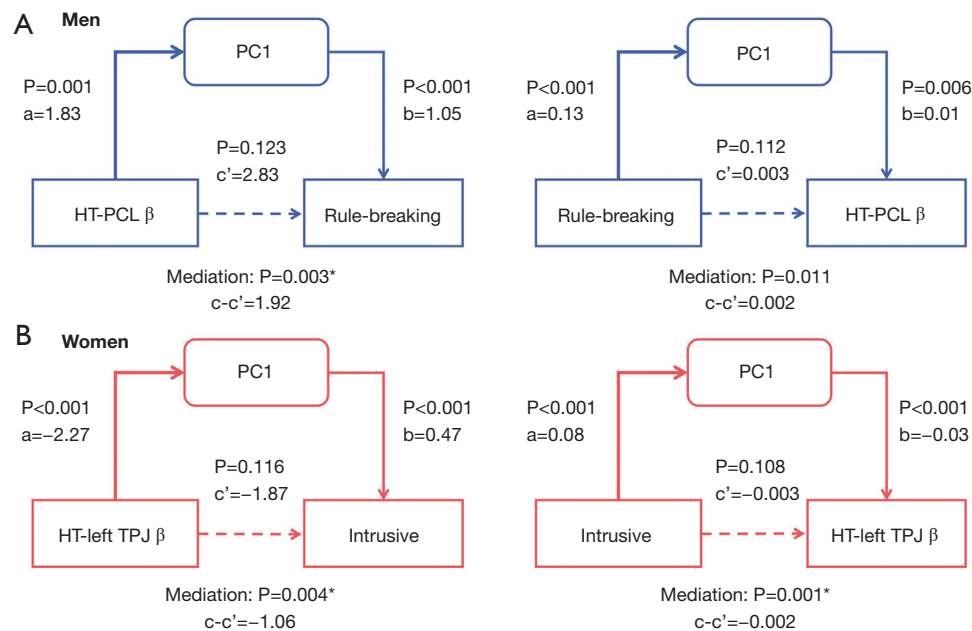 A Men
PC1
P=0.001
a=1.83
P<0.001
b=1.05
P=0.123
c'=2.83
HT-PCL β
Rule-breaking
Mediation: P=0.003*
c-c'=1.92
PC1
P<0.001
a=0.13
P=0.006
b=0.01
P=0.112
c'=0.003
Rule-breaking
HT-PCL β
Mediation: P=0.011
c-c'=0.002
B Women
PC1
P<0.001
a=−2.27
P<0.001
b=0.47
P=0.116
c'=−1.87
HT-left TPJ β
Intrusive
Mediation: P=0.004*
c-c'=−1.06
PC1
P<0.001
a=0.08
P<0.001
b=−0.03
P=0.108
c'=−0.003
Intrusive
HT-left TPJ β
Mediation: P=0.001*
c-c'=−0.002